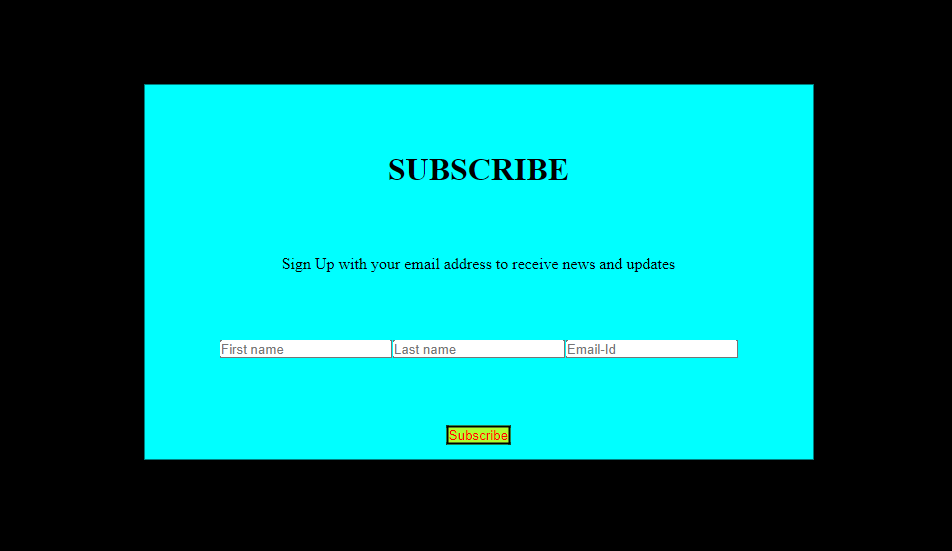 SUBSCRIBE
Sign Up with your email address to receive news and updates
First name Last name Email-Id
Subscribe